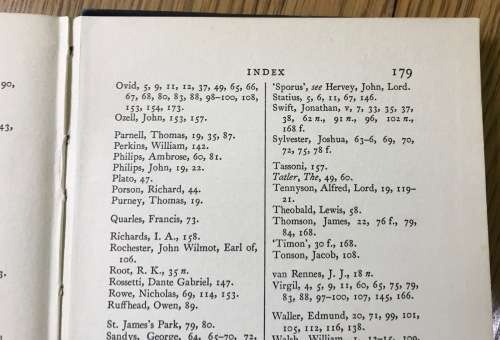 90,
43,
INDEX 179
Ovid, 5, 9, 11, 12, 37, 49, 65, 66,
67, 68, 80, 83, 88, 98–100, 108,
153, 154, 173.
Ozell, John, 153, 157.
Parnell, Thomas, 19, 35, 87.
Perkins, William, 142.
Philips, Ambrose, 60, 81.
Philips, John, 19, 22.
Plato, 47.
Porson, Richard, 44.
Purney, Thomas, 19.
Quarles, Francis, 73.
Richards, I. A., 158.
Rochester, John Wilmot, Earl of,
106.
Root, R. K., 35 n.
Rossetti, Dante Gabriel, 147.
Rowe, Nicholas, 69, 114, 153.
Ruffhead, Owen, 89.
St. James's Park, 79, 80.
Sandys, George, 64, 65–70, 72,
'Sporus', see Hervey, John, Lord.
Statius, 5, 6, 11, 67, 146.
Swift, Jonathan, v, 7, 33, 35, 37,
38, 62 n., 91 n., 96, 102 n.,
168 f.
Sylvester, Joshua, 63–6, 69, 70,
72, 75, 78 f.
Tassoni, 157.
Tatler, The, 49, 60.
Tennyson, Alfred, Lord, 19, 119–
21.
Theobald, Lewis, 58.
Thomson, James, 22, 76 f., 79,
84, 168.
'Timon', 30 f., 168.
Tonson, Jacob, 108.
van Rennes, J. J., 18 n.
Virgil, 4, 5, 9, 11, 60, 65, 75, 79,
83, 88, 97–100, 107, 145, 166.
Waller, Edmund, 20, 71, 99, 101,
105, 112, 116, 138.
Walsh, William, 1, 12–15, 109,